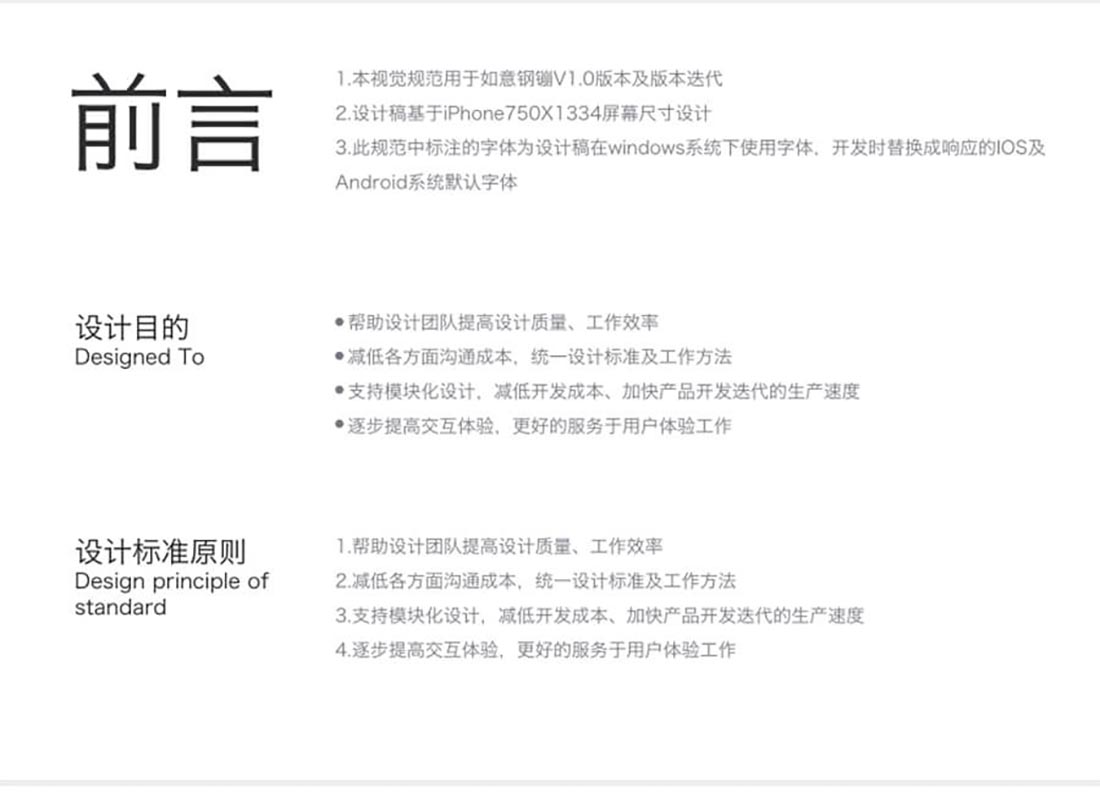 前言
1.本视觉规范用于如意钢镚V1.0版本及版本迭代
2.设计稿基于iPhone750X1334屏幕尺寸设计
3.此规范中标注的字体为设计稿在windows系统下使用字体，开发时替换成响应的IOS及
Android系统默认字体
设计目的
Designed To
●帮助设计团队提高设计质量、工作效率
●减低各方面沟通成本，统一设计标准及工作方法
●支持模块化设计，减低开发成本、加快产品开发迭代的生产速度
●逐步提高交互体验，更好的服务于用户体验工作
设计标准原则
Design principle of
standard
1.帮助设计团队提高设计质量、工作效率
2.减低各方面沟通成本，统一设计标准及工作方法
3.支持模块化设计，减低开发成本、加快产品开发迭代的生产速度
4.逐步提高交互体验，更好的服务于用户体验工作